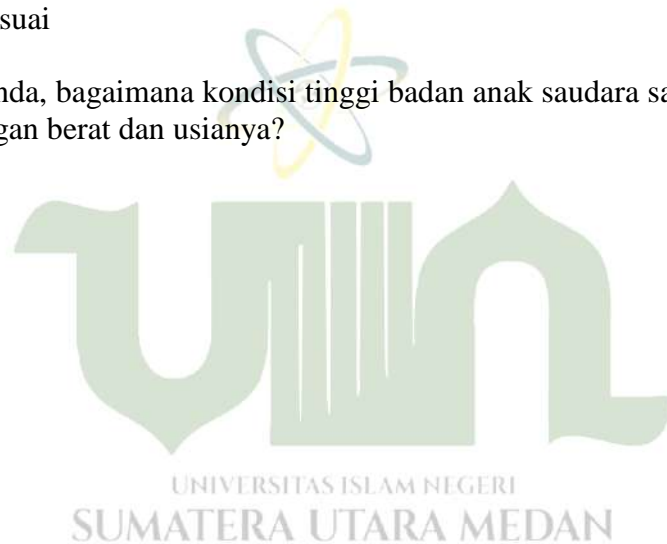 suai
nda, bagaimana kondisi tinggi badan anak saudara sa
gan berat dan usianya?
UNIVERSITAS ISLAM NEGERI
SUMATERA UTARA MEDAN